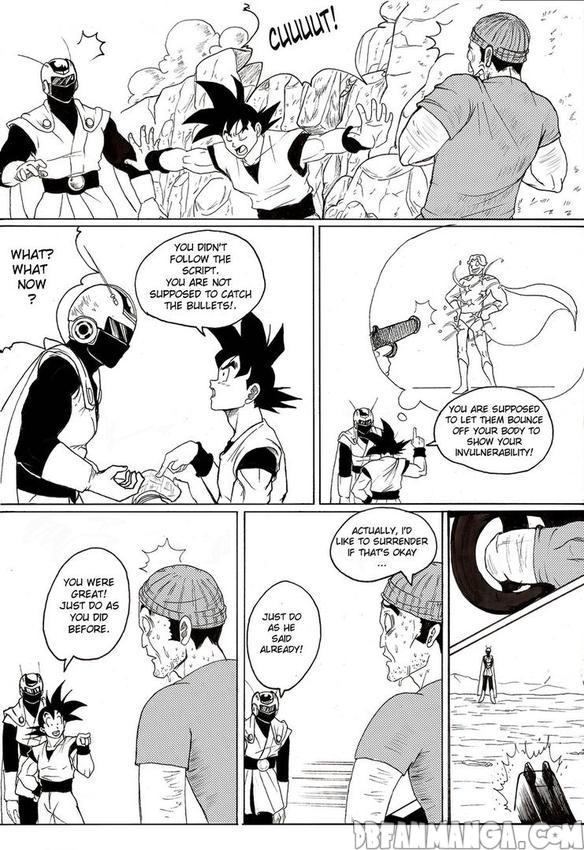 CUUUUT!
WHAT?
WHAT
NOW
?
YOU DIDN'T
FOLLOW THE
SCRIPT.
YOU ARE NOT
SUPPOSED TO CATCH
THE BULLETS!.
YOU ARE SUPPOSED
TO LET THEM BOUNCE
OFF YOUR BODY TO
SHOW YOUR
INVULNERABILITY!
YOU WERE
GREAT!
JUST DO AS
YOU DID
BEFORE.
ACTUALLY, I'D
LIKE TO SURRENDER
IF THAT'S OKAY
...
JUST DO
AS HE
SAID
ALREADY!
DBFANMANGA.COM